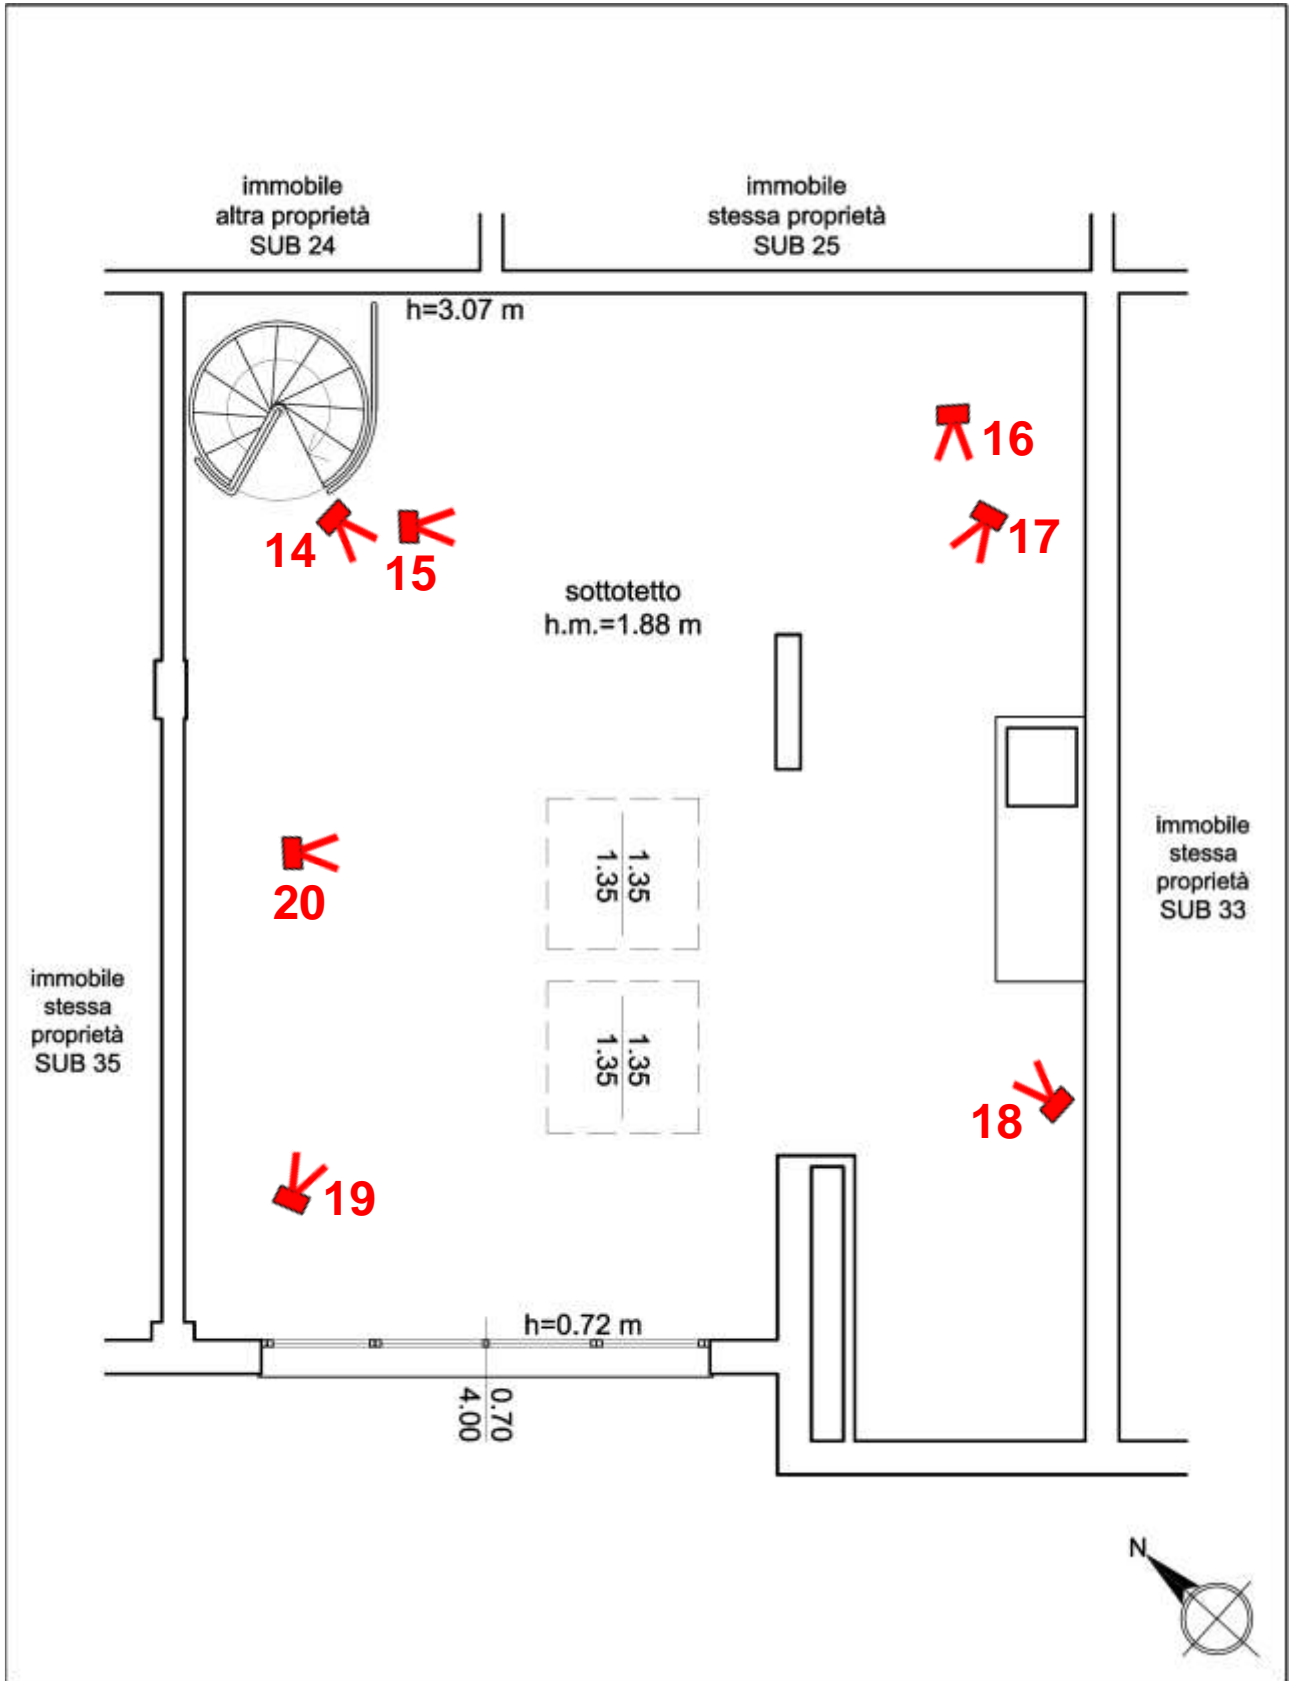 immobile
altra proprietà
SUB 24
immobile
stessa proprietà
SUB 25
h=3.07 m
16
17
14
15
sottotetto
h.m.=1.88 m
1.35
1.35
20
immobile
stessa
proprietà
SUB 33
immobile
stessa
proprietà
SUB 35
1.35
1.35
18
19
h=0.72 m
0.70
4.00
N